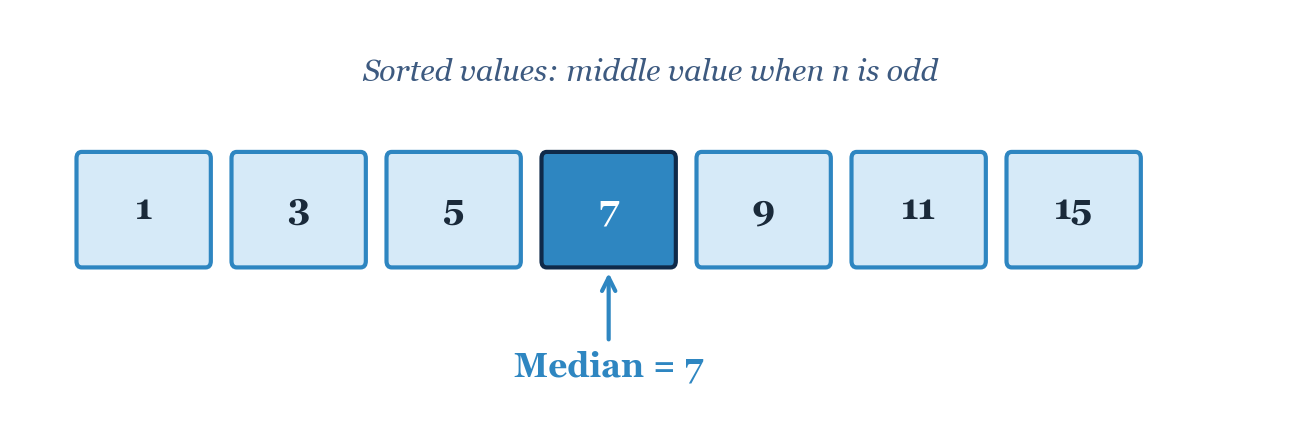 Sorted values: middle value when n is odd
1 3 5 7 9 11 15
Median = 7